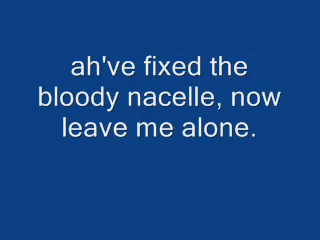 ah've fixed the
bloody nacelle, now
leave me alone.